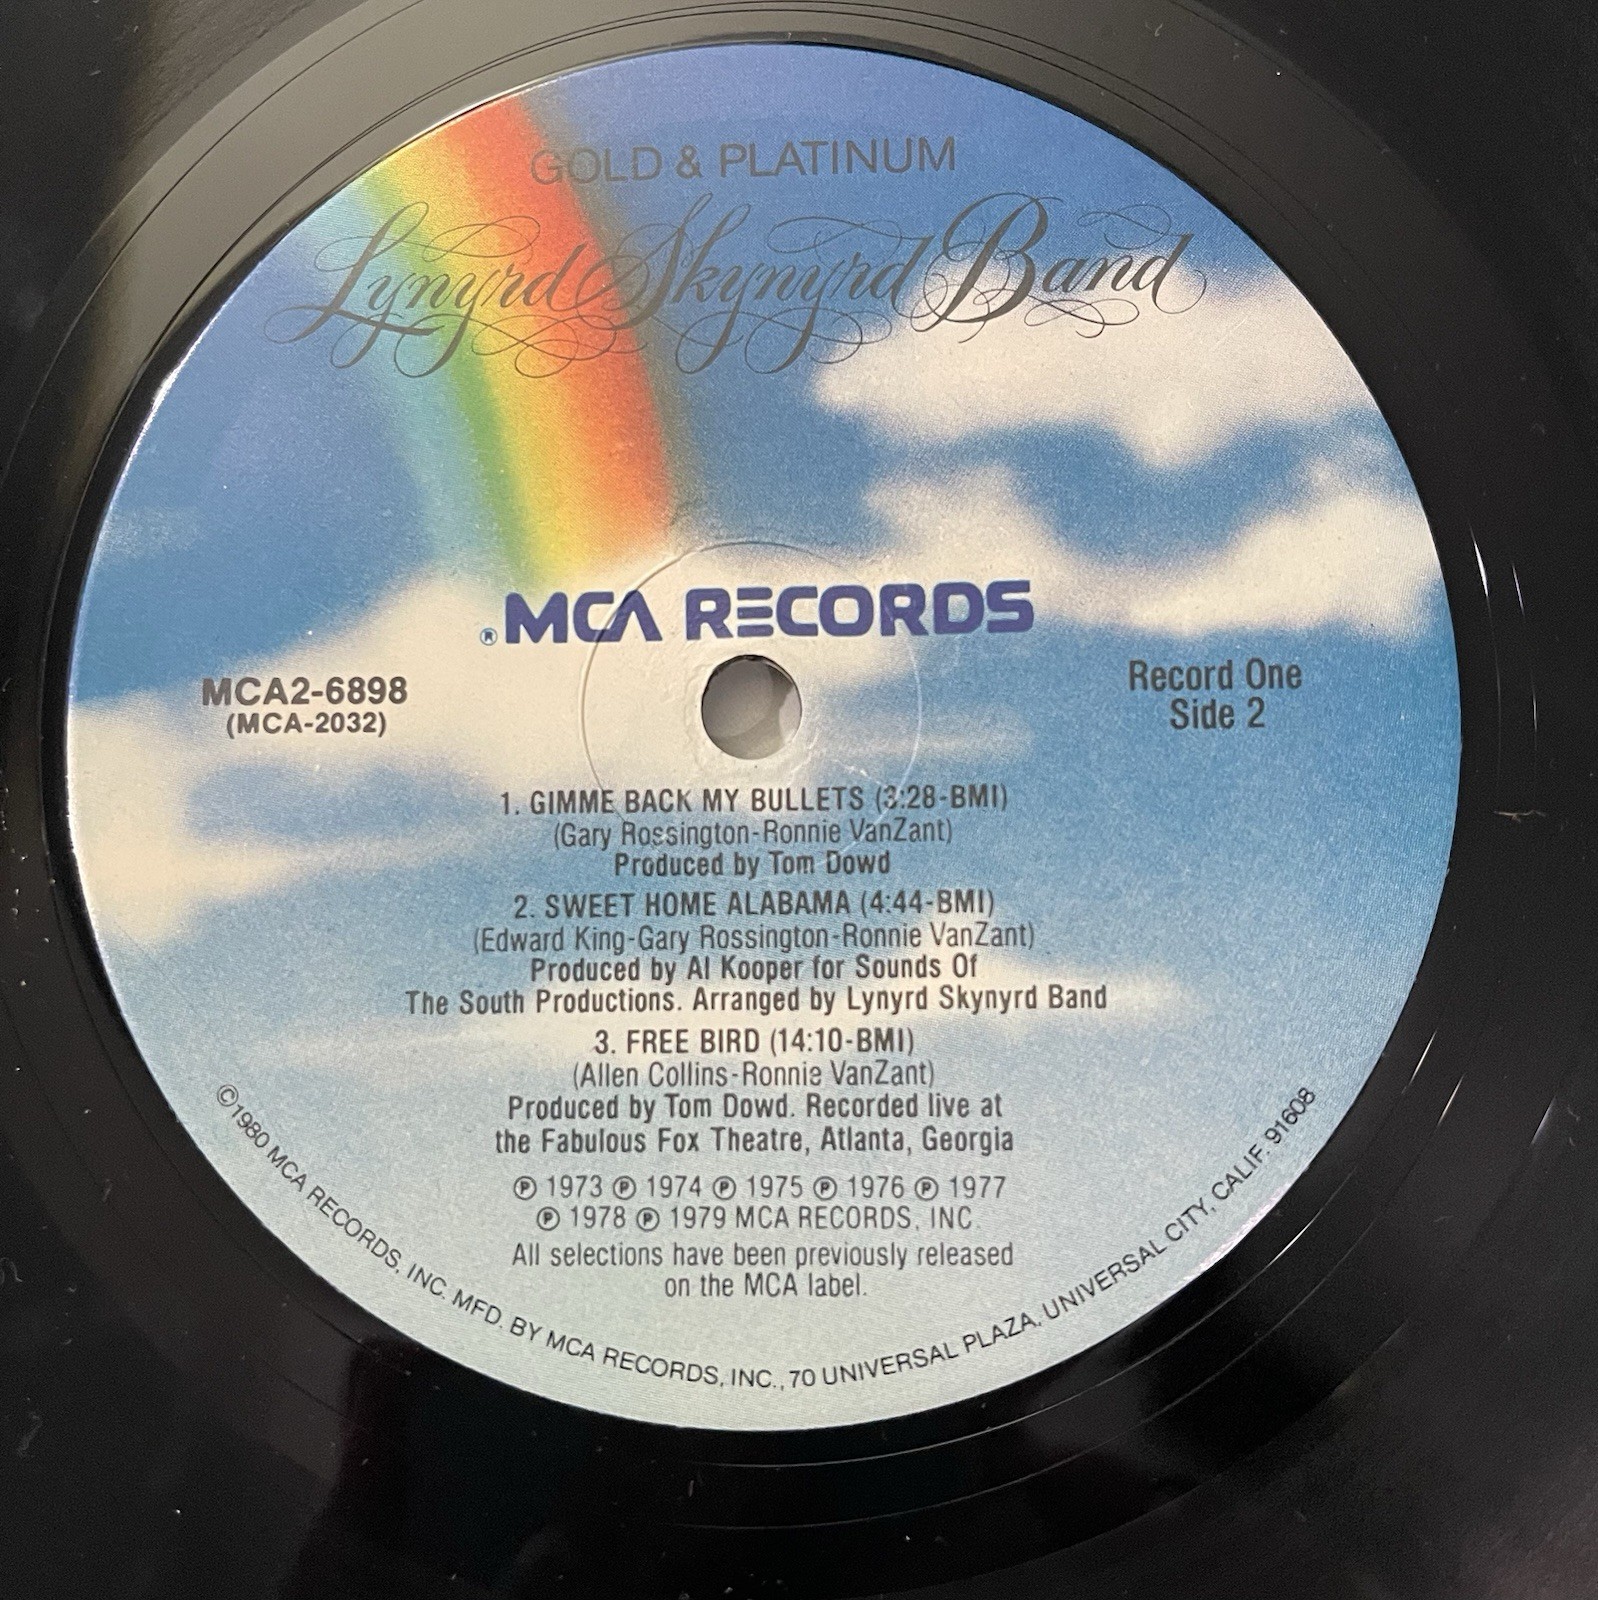 GOLD & PLATINUM
Lynyrd Skynyrd Band
®MCA RECORDS
MCA2-6898
(MCA-2032)
Record One
Side 2
1. GIMME BACK MY BULLETS (3:28-BMI)
(Gary Rossington-Ronnie VanZant)
Produced by Tom Dowd
2. SWEET HOME ALABAMA (4:44-BMI)
(Edward King-Gary Rossington-Ronnie VanZant)
Produced by Al Kooper for Sounds Of
The South Productions. Arranged by Lynyrd Skynyrd Band
3. FREE BIRD (14:10-BMI)
(Allen Collins-Ronnie VanZant)
Produced by Tom Dowd. Recorded live at
the Fabulous Fox Theatre, Atlanta, Georgia
℗ 1973 ℗ 1974 ℗ 1975 ℗ 1976 ℗ 1977
℗ 1978 ℗ 1979 MCA RECORDS, INC.
All selections have been previously released
on the MCA label.
©1980 MCA RECORDS, INC. MFD. BY MCA RECORDS, INC., 70 UNIVERSAL PLAZA, UNIVERSAL CITY, CALIF. 91608